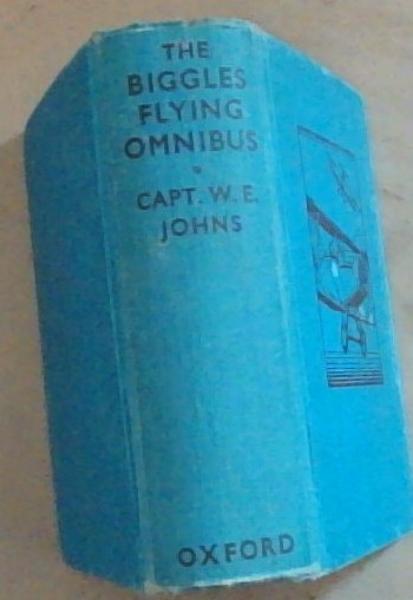 THE
BIGGLES
FLYING
OMNIBUS
CAPT. W. E.
JOHNS
OXFORD